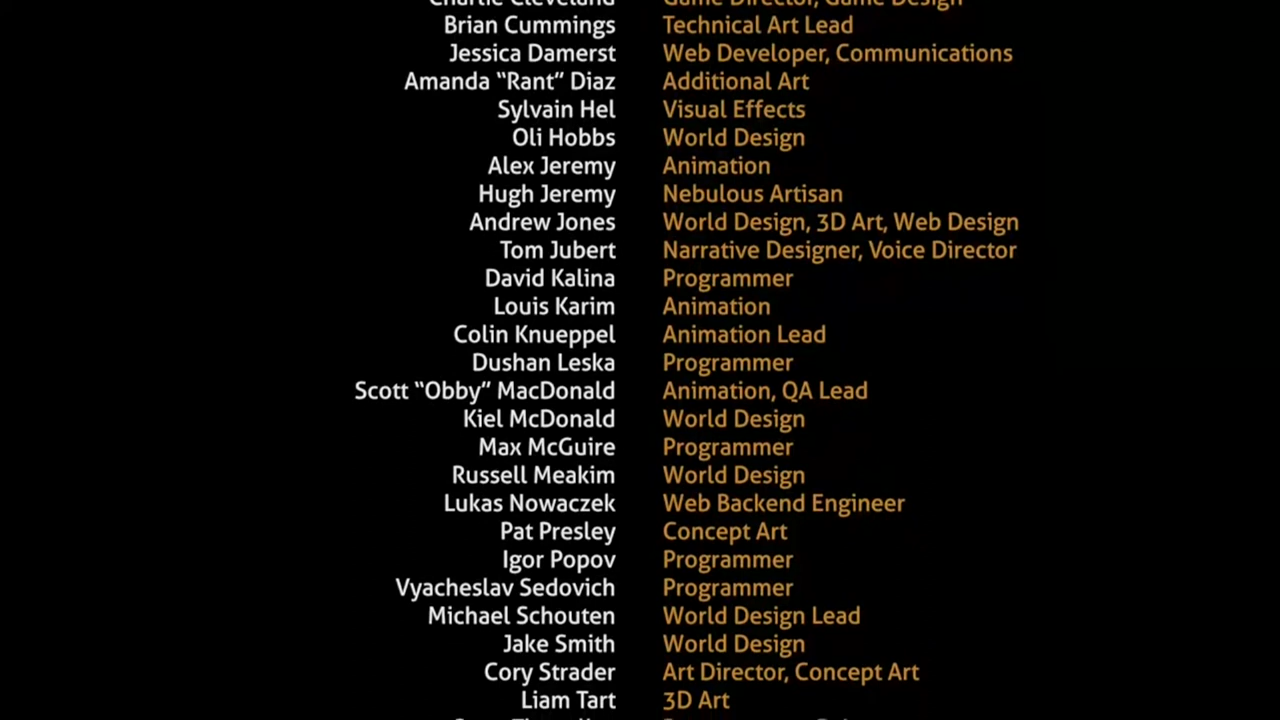 Charlie Cleveland Game Director, Game Design
Brian Cummings Technical Art Lead
Jessica Damerst Web Developer, Communications
Amanda “Rant” Diaz Additional Art
Sylvain Hel Visual Effects
Oli Hobbs World Design
Alex Jeremy Animation
Hugh Jeremy Nebulous Artisan
Andrew Jones World Design, 3D Art, Web Design
Tom Jubert Narrative Designer, Voice Director
David Kalina Programmer
Louis Karim Animation
Colin Knueppel Animation Lead
Dushan Leska Programmer
Scott “Obby” MacDonald Animation, QA Lead
Kiel McDonald World Design
Max McGuire Programmer
Russell Meakim World Design
Lukas Nowaczek Web Backend Engineer
Pat Presley Concept Art
Igor Popov Programmer
Vyacheslav Sedovich Programmer
Michael Schouten World Design Lead
Jake Smith World Design
Cory Strader Art Director, Concept Art
Liam Tart 3D Art